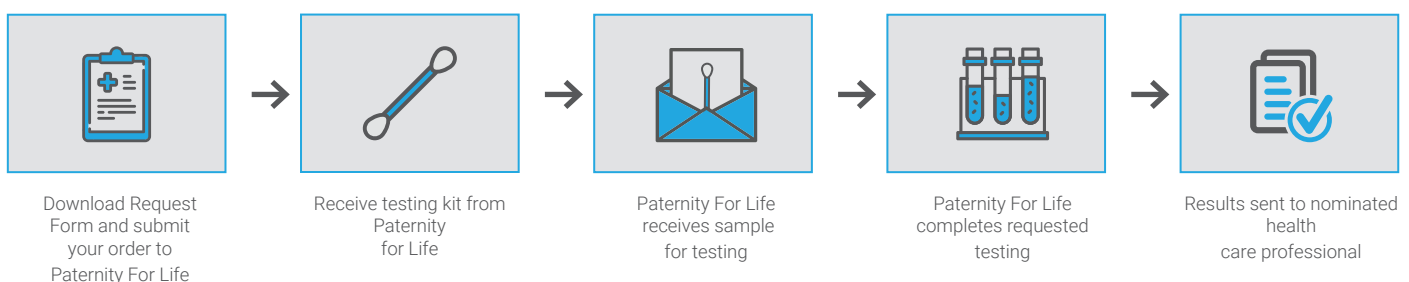 Download Request
Form and submit
your order to
Paternity For Life
Receive testing kit from
Paternity
for Life
Paternity For Life
receives sample
for testing
Paternity For Life
completes requested
testing
Results sent to nominated
health
care professional